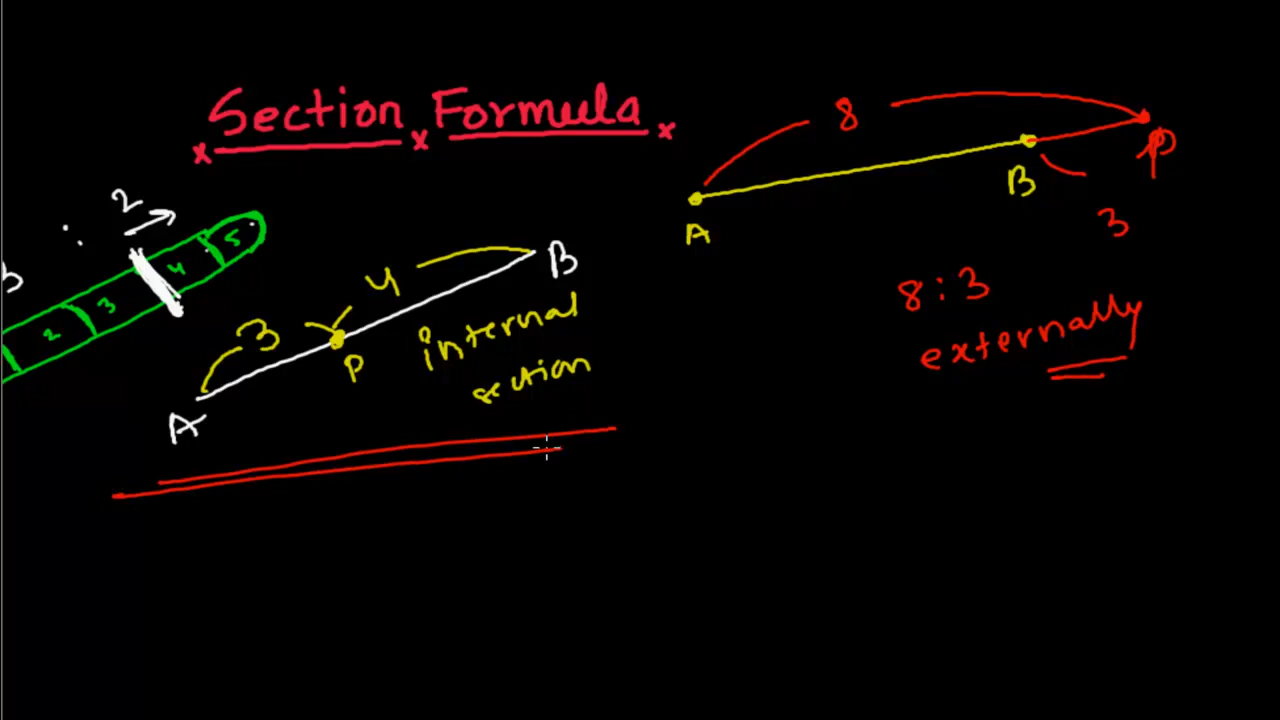 Section Formula
3 : 2
2 3 4 5
3 4
A P B
internal
section
8
A B P
3
8:3
externally